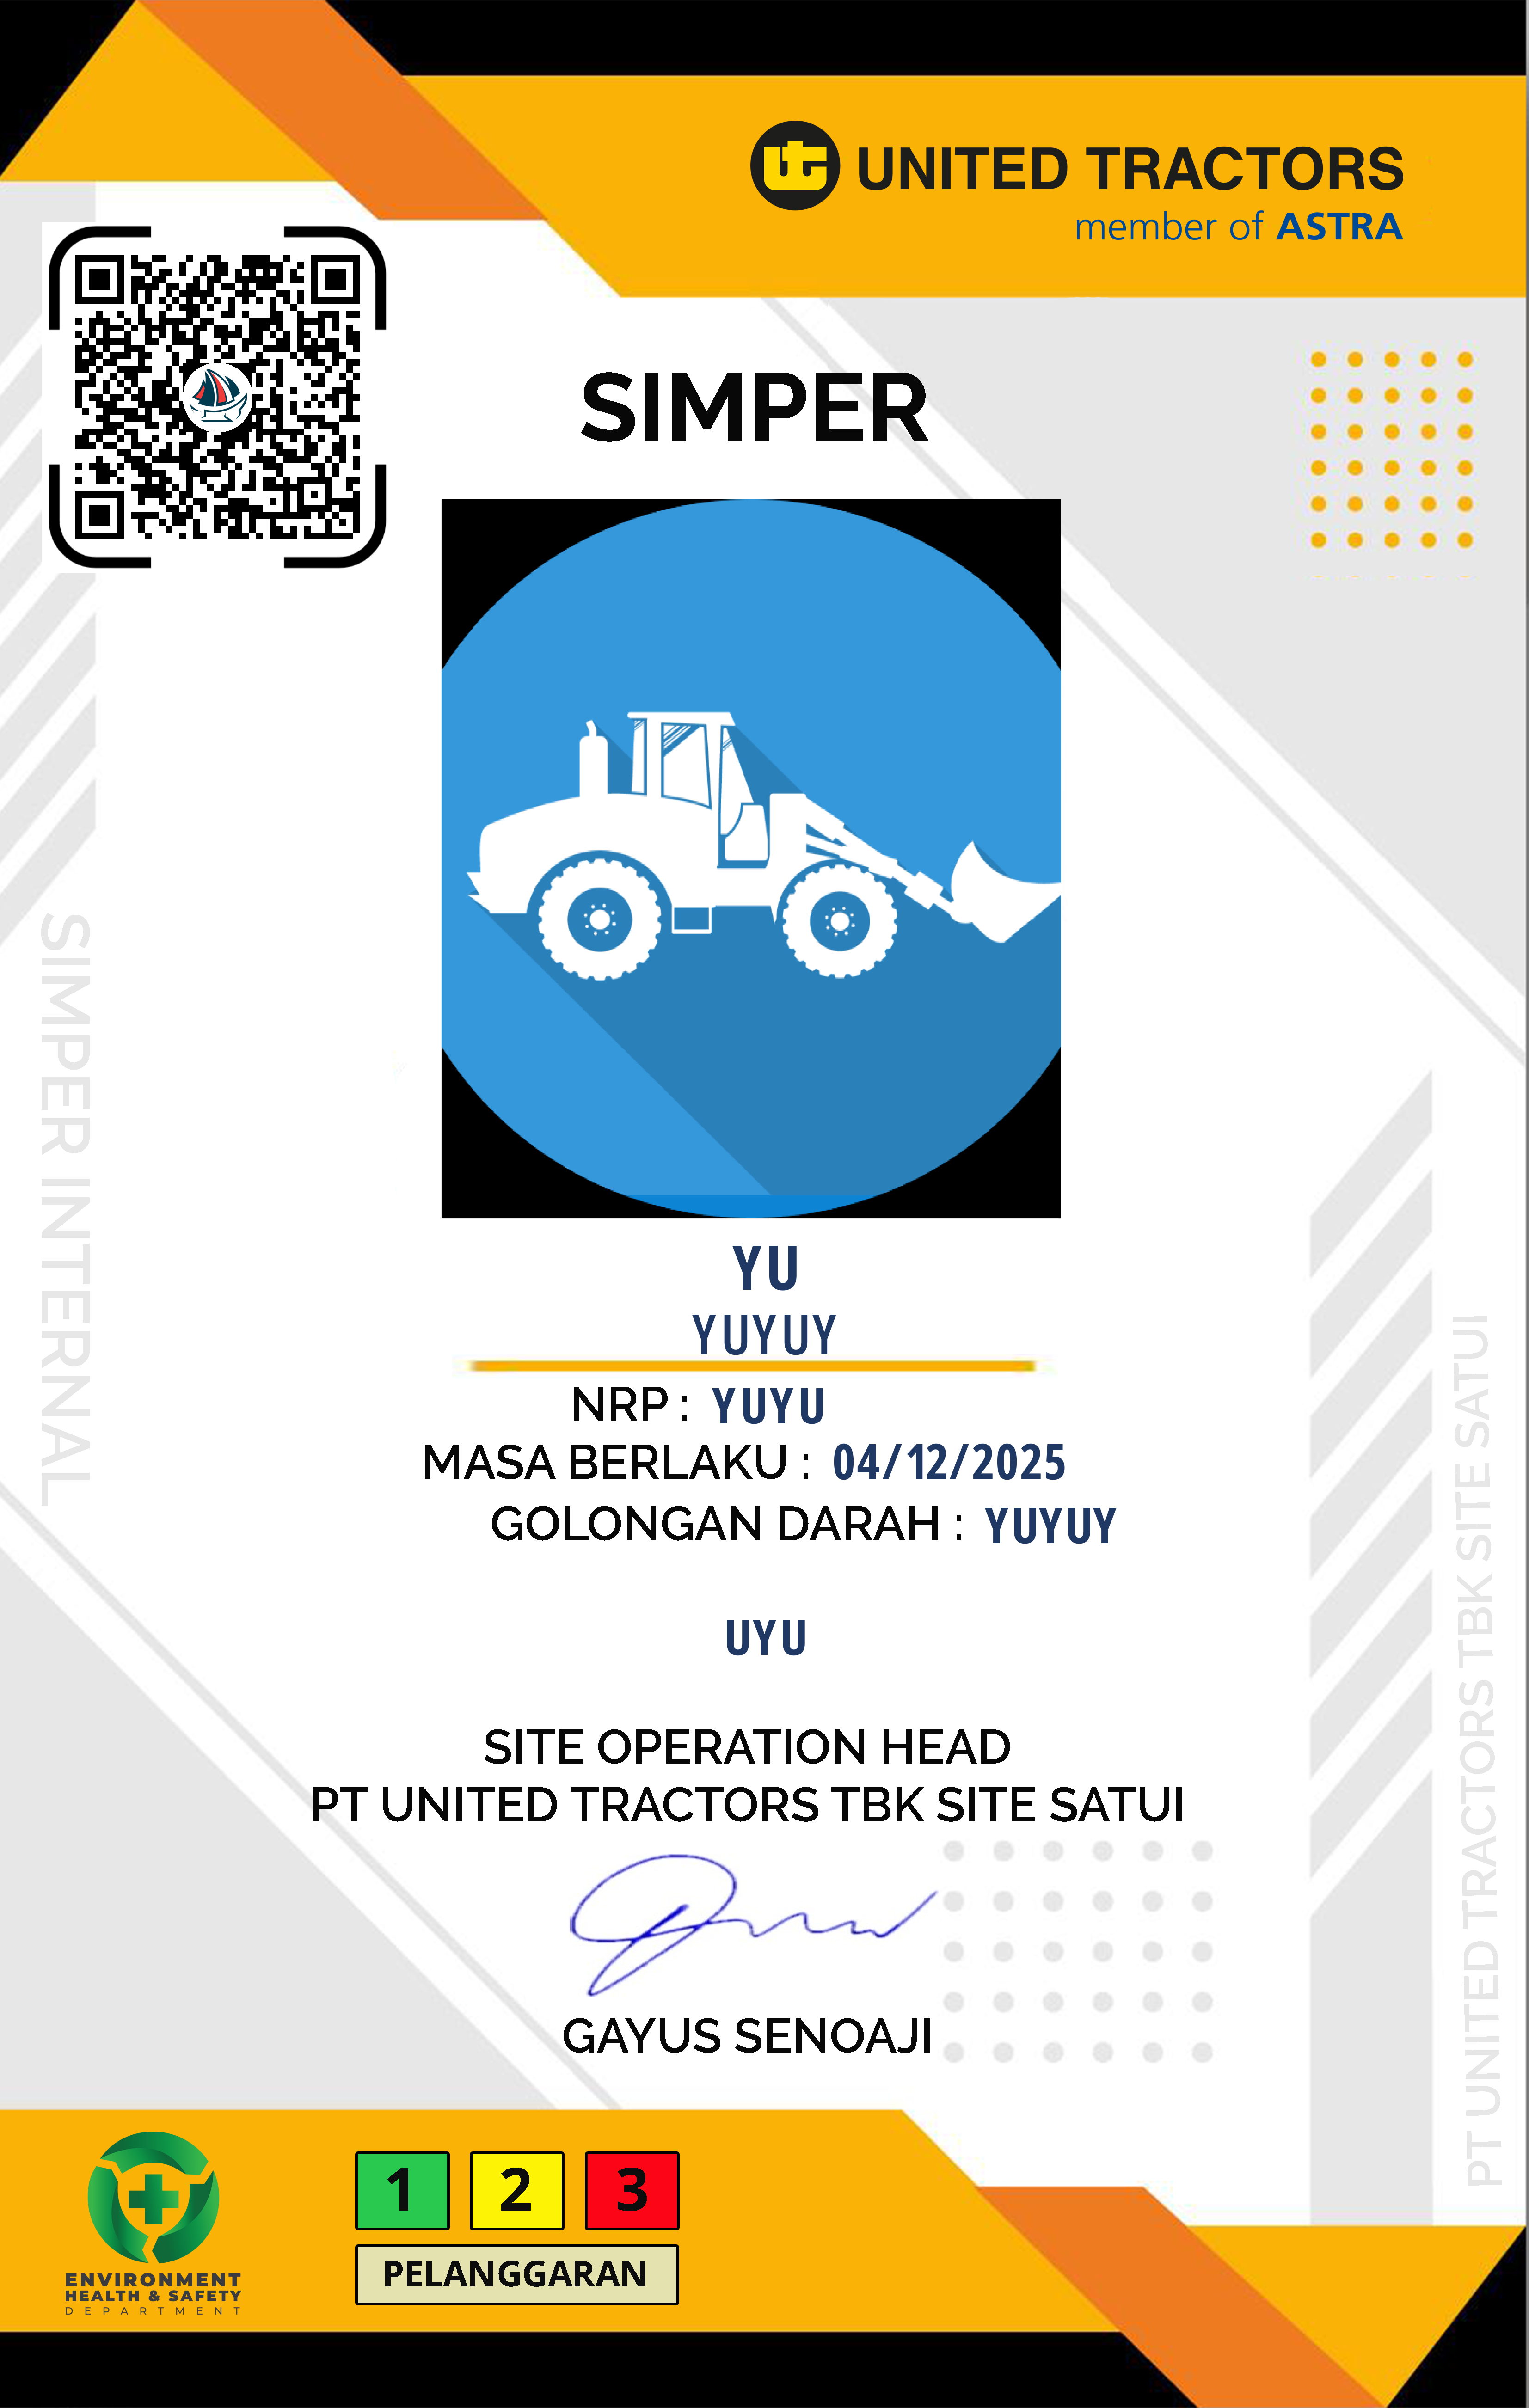 ut UNITED TRACTORS
member of ASTRA
SIMPER
YU
YUYUY
NRP : YUYU
MASA BERLAKU : 04/12/2025
GOLONGAN DARAH : YUYUY
UYU
SITE OPERATION HEAD
PT UNITED TRACTORS TBK SITE SATUI
GAYUS SENOAJI
SIMPER INTERNAL
PT UNITED TRACTORS TBK SITE SATUI
ENVIRONMENT
HEALTH & SAFETY
DEPARTMENT
1 2 3
PELANGGARAN